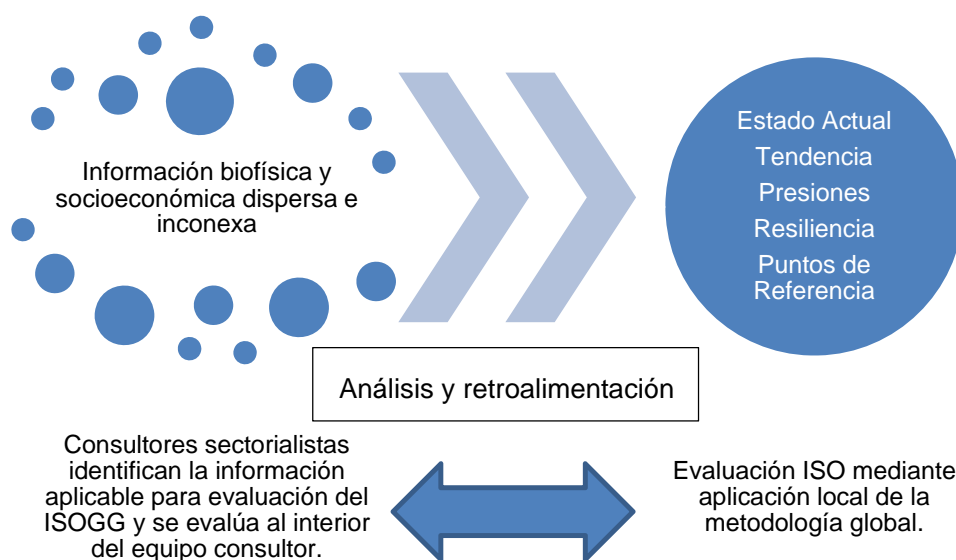 Información biofísica y
socioeconómica dispersa e
inconexa
Estado Actual
Tendencia
Presiones
Resiliencia
Puntos de
Referencia
Análisis y retroalimentación
Consultores sectorialistas
identifican la información
aplicable para evaluación del
ISOGG y se evalúa al interior
del equipo consultor.
Evaluación ISO mediante
aplicación local de la
metodología global.